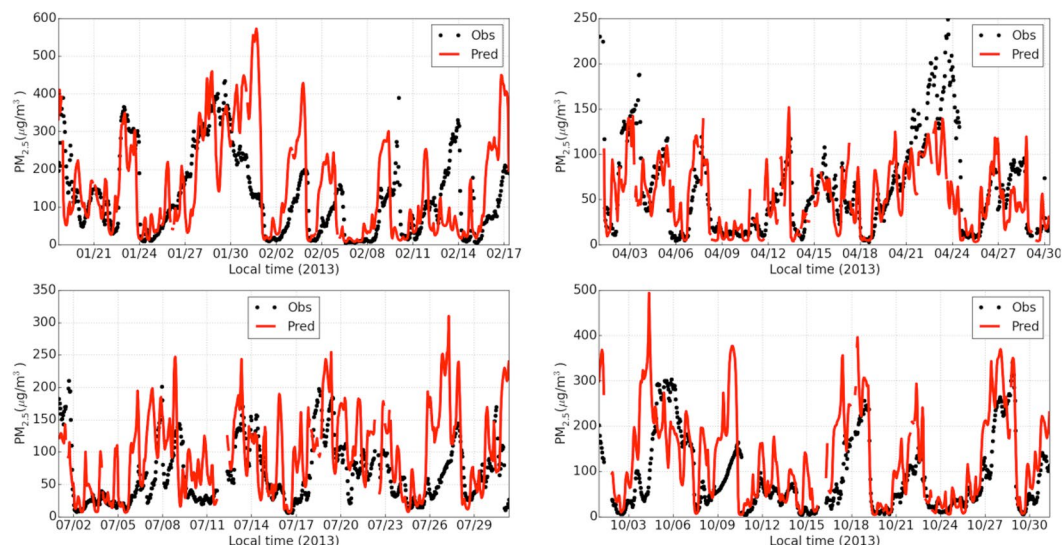 600
500
400
300
200
100
0
PM2.5(μg/m³)
Obs
Pred
01/21 01/24 01/27 01/30 02/02 02/05 02/08 02/11 02/14 02/17
Local time (2013)
250
200
150
100
50
0
PM2.5(μg/m³)
Obs
Pred
04/03 04/06 04/09 04/12 04/15 04/18 04/21 04/24 04/27 04/30
Local time (2013)
350
300
250
200
150
100
50
0
PM2.5(μg/m³)
Obs
Pred
07/02 07/05 07/08 07/11 07/14 07/17 07/20 07/23 07/26 07/29
Local time (2013)
500
400
300
200
100
0
PM2.5(μg/m³)
Obs
Pred
10/03 10/06 10/09 10/12 10/15 10/18 10/21 10/24 10/27 10/30
Local time (2013)